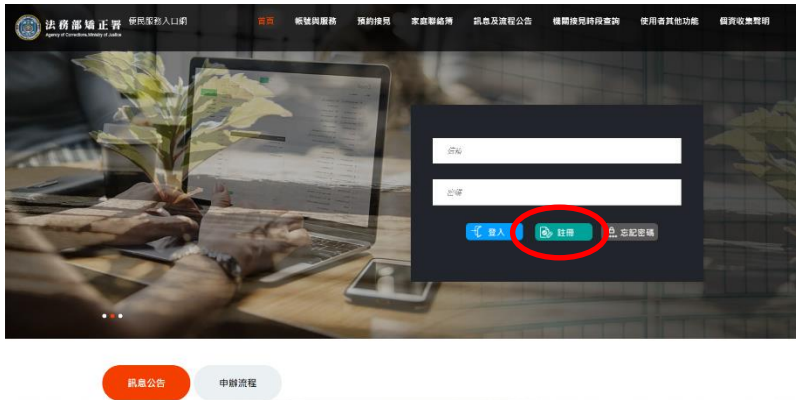 法務部矯正署 便民服務入口網
Agency of Corrections, Ministry of Justice
首頁 帳號與服務 預約接見 家庭聯絡簿 訊息及流程公告 機關接見時段查詢 使用者其他功能 個資收集聲明
帳號
密碼
登入 註冊 忘記密碼
訊息公告 申辦流程